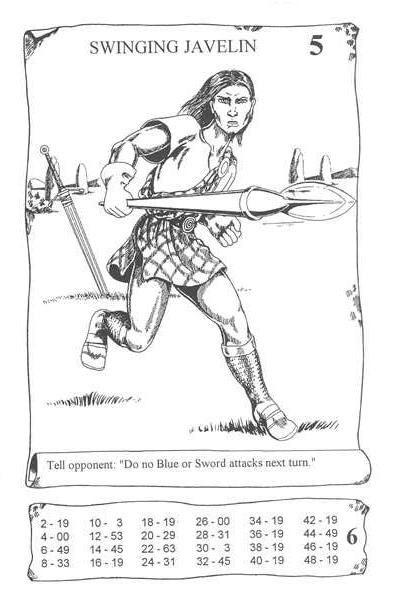 SWINGING JAVELIN 5
Tell opponent: "Do no Blue or Sword attacks next turn."
2 - 19 10 - 3 18 - 19 26 - 00 34 - 19 42 - 19
4 - 00 12 - 53 20 - 29 28 - 31 36 - 19 44 - 49 6
6 - 49 14 - 45 22 - 63 30 - 3 38 - 19 46 - 19
8 - 33 16 - 19 24 - 31 32 - 45 40 - 19 48 - 19